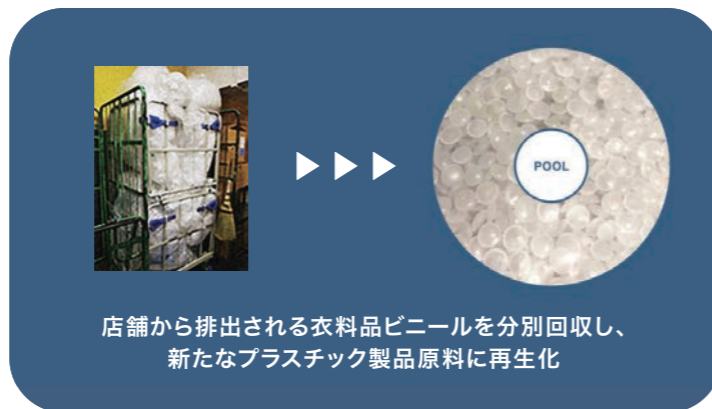 POOL
店舗から排出される衣料品ビニールを分別回収し、
新たなプラスチック製品原料に再生化